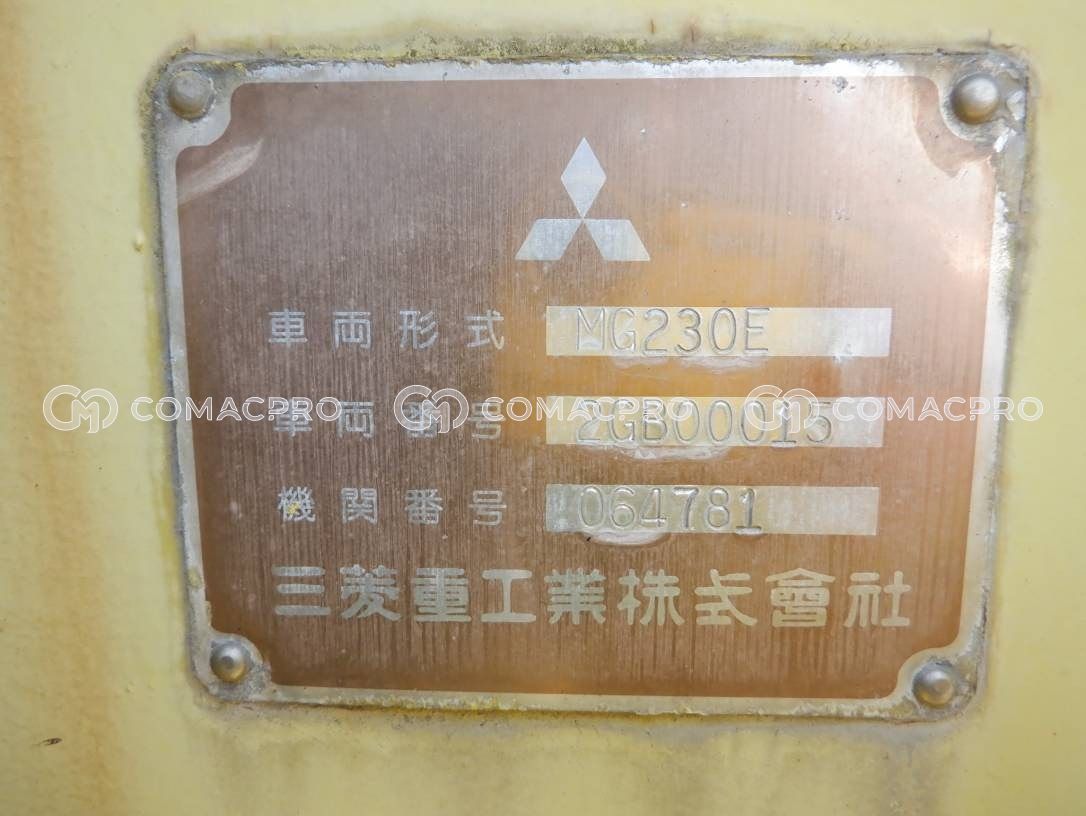 車両形式 MG230E
車両番号 2GB00015
機関番号 064781
三菱重工業株式會社
COMACPRO COMACPRO COMACPRO